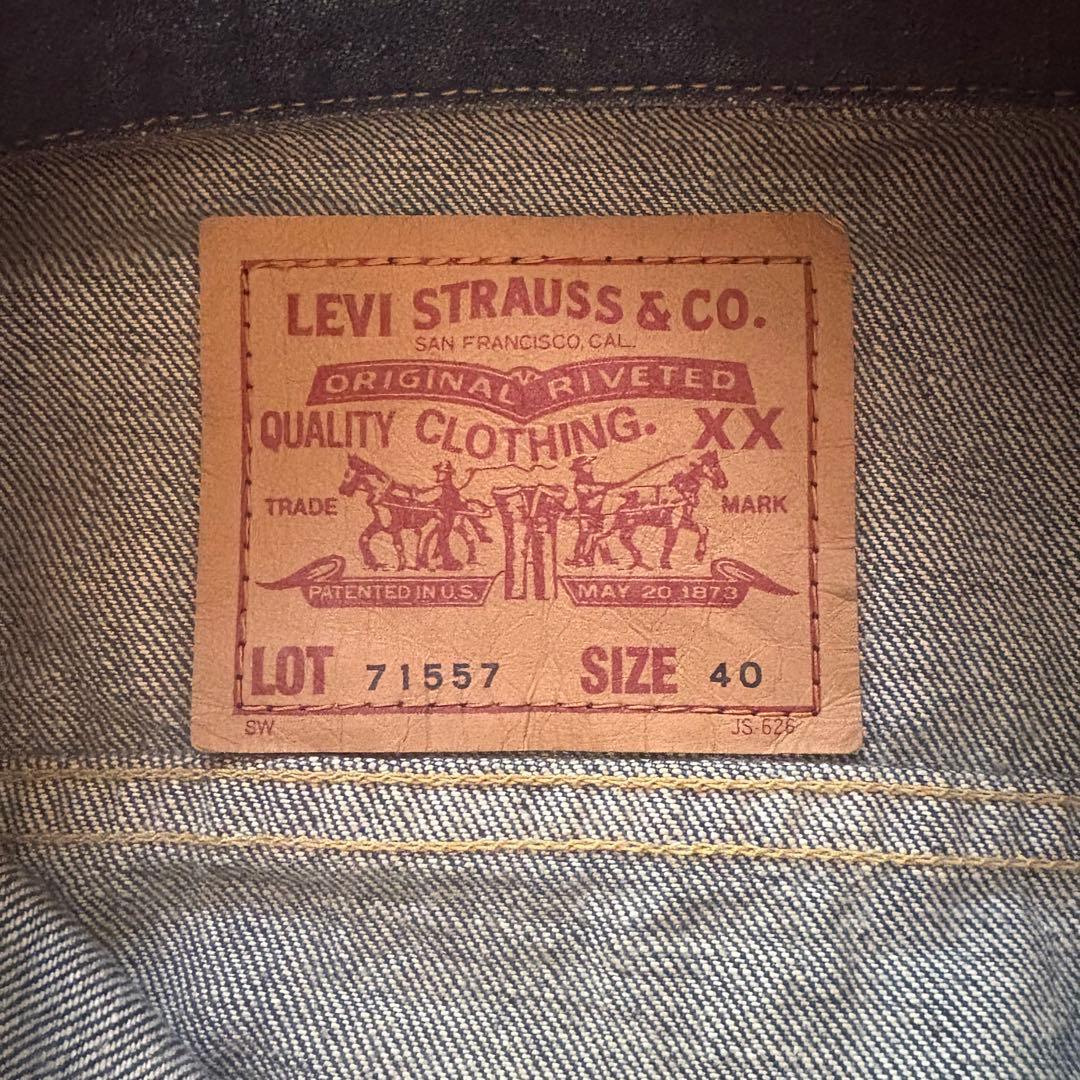 LEVI STRAUSS & CO.
SAN FRANCISCO, CAL.
ORIGINAL RIVETED
QUALITY CLOTHING. XX
TRADE MARK
PATENTED IN U.S. MAY 20 1873
LOT 71557 SIZE 40
SW JS-626